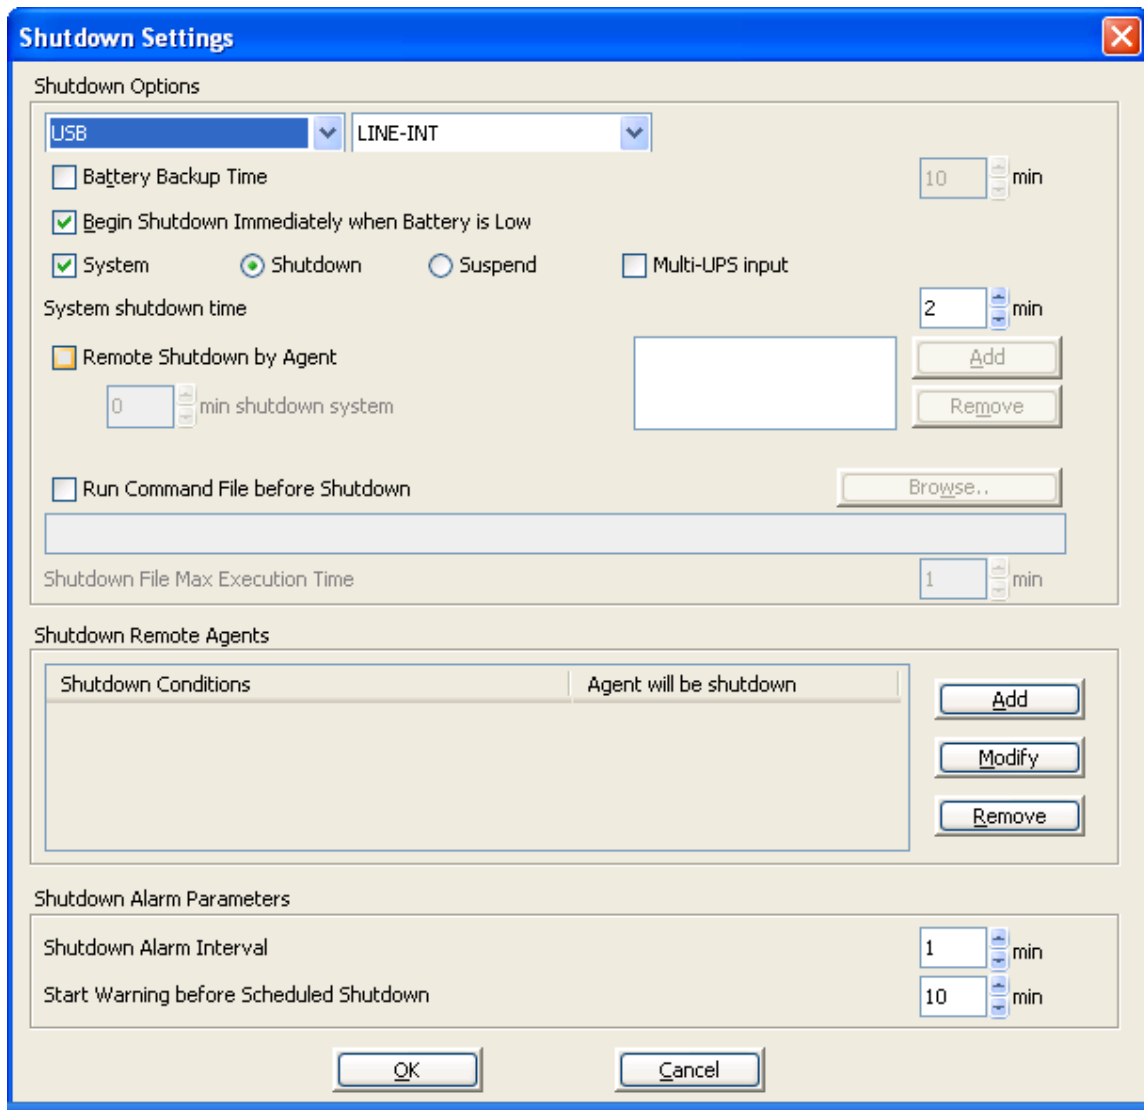 Shutdown Settings
Shutdown Options
USB LINE-INT
Battery Backup Time 10 min
Begin Shutdown Immediately when Battery is Low
System Shutdown Suspend Multi-UPS input
System shutdown time 2 min
Remote Shutdown by Agent Add
0 min shutdown system Remove
Run Command File before Shutdown Browse..
Shutdown File Max Execution Time 1 min
Shutdown Remote Agents
Shutdown Conditions Agent will be shutdown
Add
Modify
Remove
Shutdown Alarm Parameters
Shutdown Alarm Interval 1 min
Start Warning before Scheduled Shutdown 10 min
OK Cancel